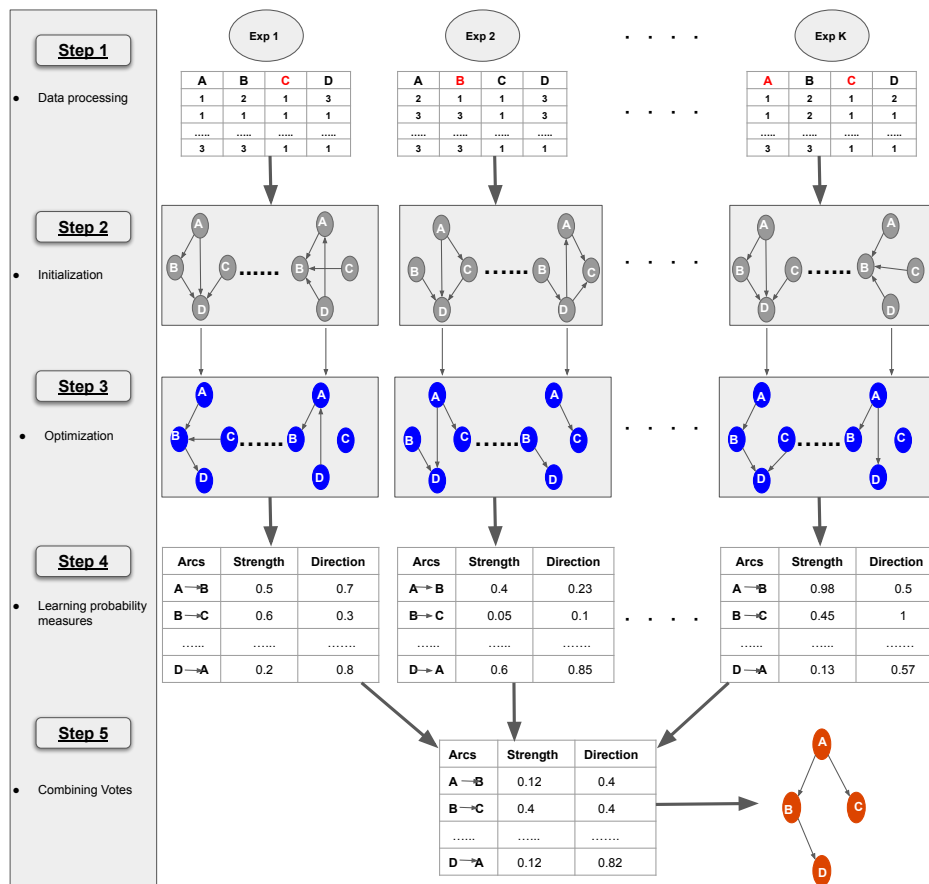 Step 1
Data processing
Exp 1
Exp 2
. . . .
Exp K
A B C D
1 2 1 3
1 1 1 1
..... ..... ..... .....
3 3 1 1
A B C D
2 1 1 3
3 3 1 3
..... ..... ..... .....
3 3 1 1
. . . .
A B C D
1 2 1 2
1 2 1 1
..... ..... ..... .....
3 3 1 1
Step 2
Initialization
A
B
C
D
......
A
B
C
D
A
B
C
D
......
A
B
C
D
. . . .
A
B
C
D
......
A
B
C
D
Step 3
Optimization
A
B
C
D
......
A
B
C
D
A
B
C
D
......
A
B
C
D
. . . .
A
B
C
D
......
A
B
C
D
Step 4
Learning probability
measures
Arcs Strength Direction
A B 0.5 0.7
B C 0.6 0.3
...... ...... .......
D A 0.2 0.8
Arcs Strength Direction
A B 0.4 0.23
B C 0.05 0.1
...... ...... .......
D A 0.6 0.85
. . . .
Arcs Strength Direction
A B 0.98 0.5
B C 0.45 1
...... ...... .......
D A 0.13 0.57
Step 5
Combining Votes
Arcs Strength Direction
A B 0.12 0.4
B C 0.4 0.4
...... ...... .......
D A 0.12 0.82
A
B
C
D